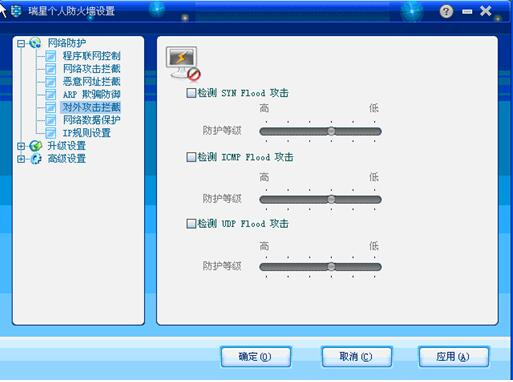 瑞星个人防火墙设置
网络防护
程序联网控制
网络攻击拦截
恶意网址拦截
ARP 欺骗防御
对外攻击拦截
网络数据保护
IP规则设置
升级设置
高级设置
检测 SYN Flood 攻击
高 低
防护等级
检测 ICMP Flood 攻击
高 低
防护等级
检测 UDP Flood 攻击
高 低
防护等级
确定(O) 取消(C) 应用(A)